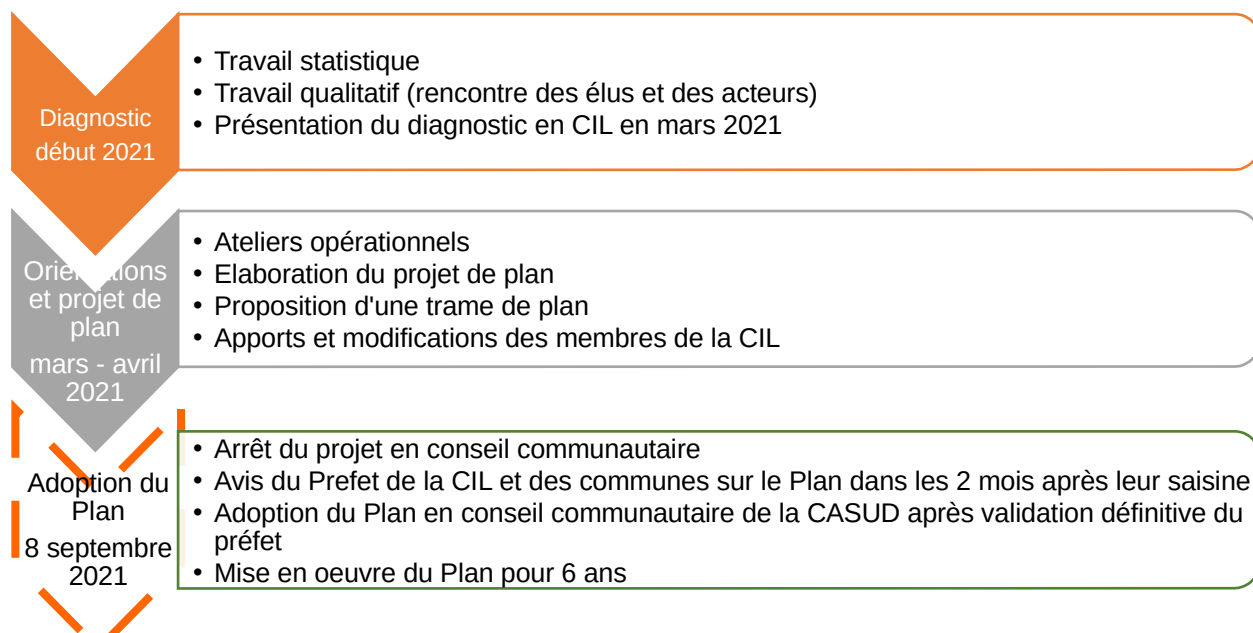 Diagnostic
début 2021
• Travail statistique
• Travail qualitatif (rencontre des élus et des acteurs)
• Présentation du diagnostic en CIL en mars 2021
Orientations
et projet de
plan
mars - avril
2021
• Ateliers opérationnels
• Elaboration du projet de plan
• Proposition d'une trame de plan
• Apports et modifications des membres de la CIL
Adoption du
Plan
8 septembre
2021
• Arrêt du projet en conseil communautaire
• Avis du Prefet de la CIL et des communes sur le Plan dans les 2 mois après leur saisine
• Adoption du Plan en conseil communautaire de la CASUD après validation définitive du
préfet
• Mise en oeuvre du Plan pour 6 ans